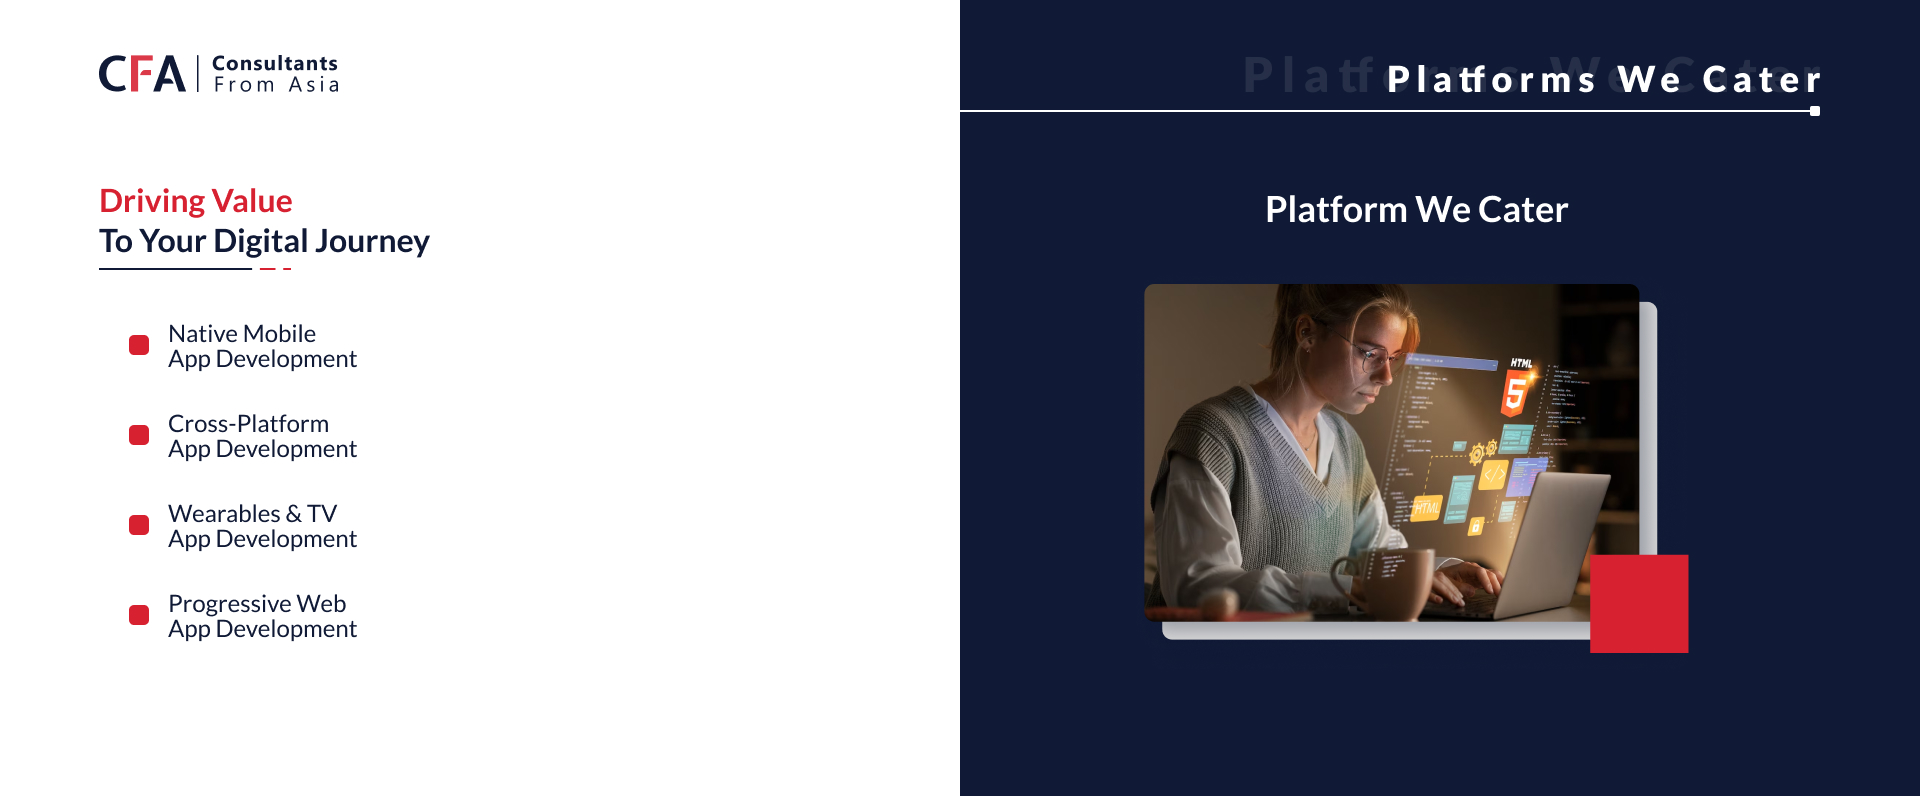 CFA
Consultants
From Asia
Driving Value
To Your Digital Journey
Native Mobile
App Development
Cross-Platform
App Development
Wearables & TV
App Development
Progressive Web
App Development
Platforms We Cater
Platforms We Cater
Platform We Cater
HTML
5
</>
HTML